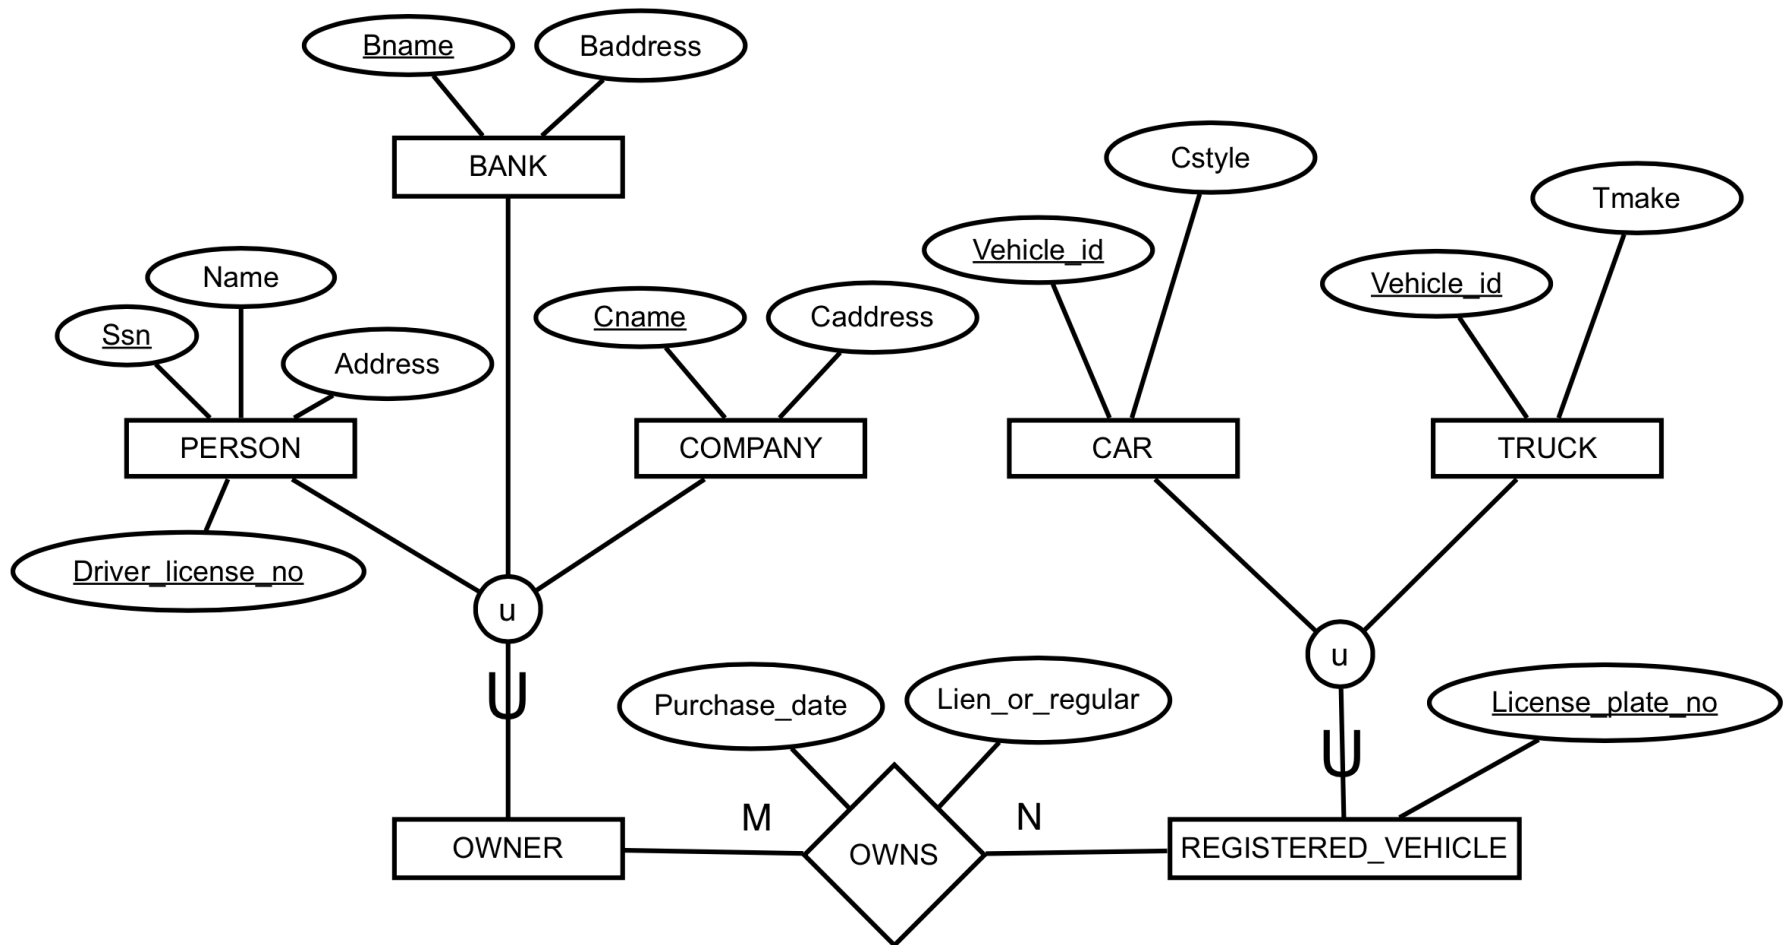 Bname
Baddress
BANK
Cstyle
Tmake
Vehicle_id
Vehicle_id
Name
Ssn
Address
Cname
Caddress
PERSON
COMPANY
CAR
TRUCK
Driver_license_no
u
u
Purchase_date
Lien_or_regular
License_plate_no
M
N
OWNER
OWNS
REGISTERED_VEHICLE